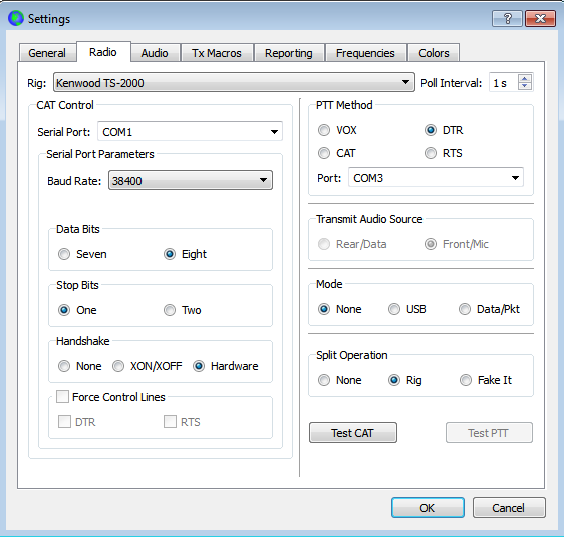 Settings
?
General Radio Audio Tx Macros Reporting Frequencies Colors
Rig: Kenwood TS-2000 Poll Interval: 1 s
CAT Control
Serial Port: COM1
Serial Port Parameters
Baud Rate: 38400
Data Bits
Seven Eight
Stop Bits
One Two
Handshake
None XON/XOFF Hardware
Force Control Lines
DTR RTS
PTT Method
VOX DTR
CAT RTS
Port: COM3
Transmit Audio Source
Rear/Data Front/Mic
Mode
None USB Data/Pkt
Split Operation
None Rig Fake It
Test CAT Test PTT
OK Cancel